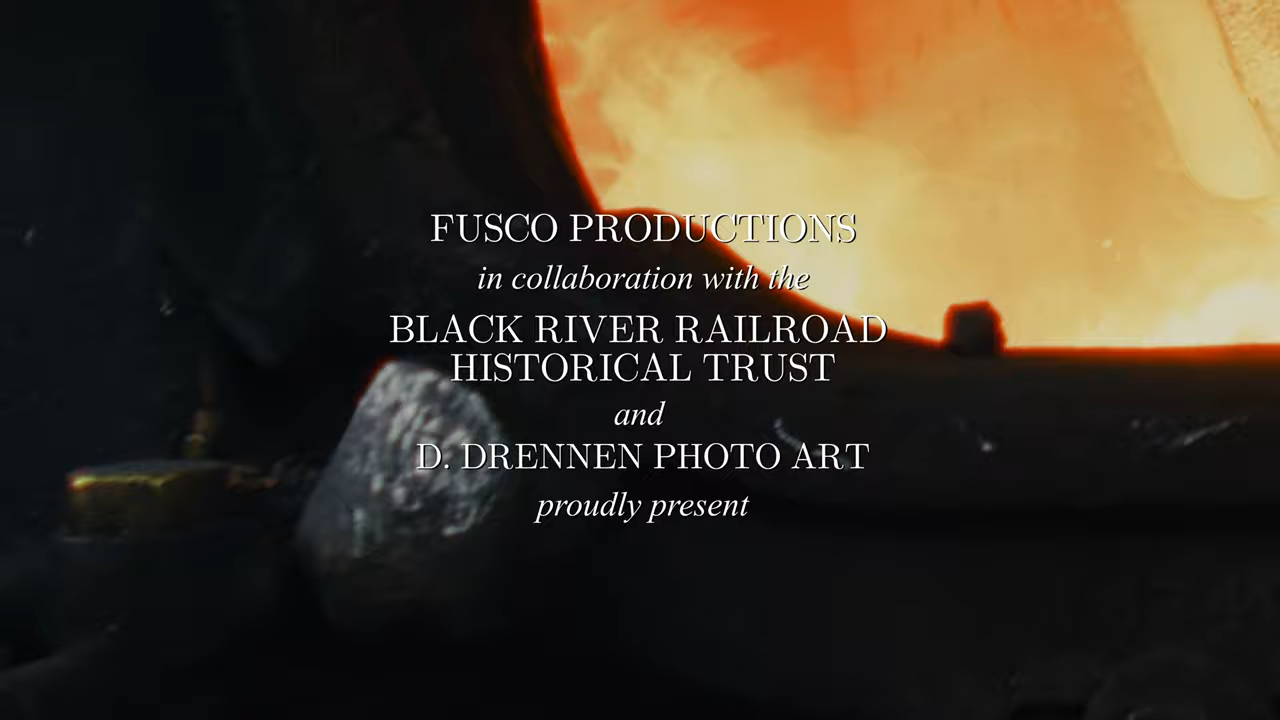 FUSCO PRODUCTIONS
in collaboration with the
BLACK RIVER RAILROAD
HISTORICAL TRUST
and
D. DRENNEN PHOTO ART
proudly present